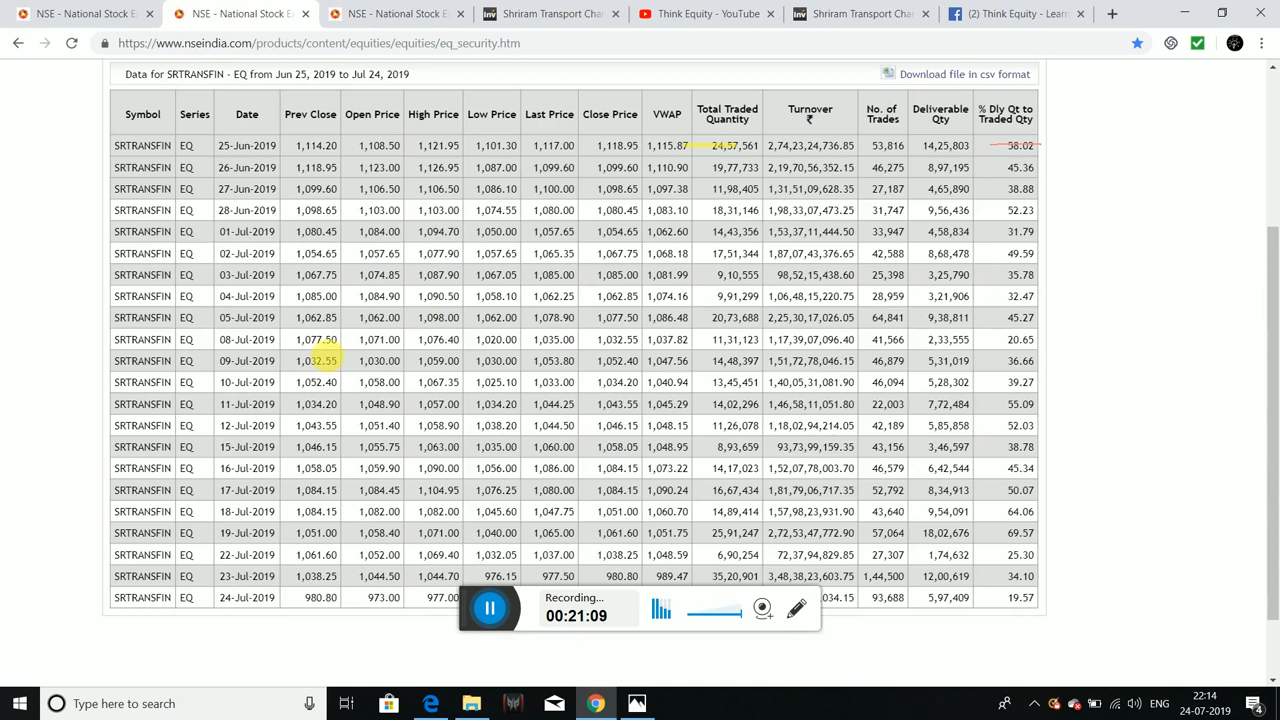 NSE - National Stock E × NSE - National Stock E × NSE - National Stock E × Shriram Transport Cha × Think Equity - YouTube × Shriram Transport Cha × (2) Think Equity - Lear × +
https://www.nseindia.com/products/content/equities/equities/eq_security.htm
Data for SRTRANSFIN - EQ from Jun 25, 2019 to Jul 24, 2019 Download file in csv format
Symbol Series Date Prev Close Open Price High Price Low Price Last Price Close Price VWAP Total Traded Quantity Turnover ₹ No. of Trades Deliverable Qty % Dly Qt to Traded Qty
SRTRANSFIN EQ 25-Jun-2019 1,114.20 1,108.50 1,121.95 1,101.30 1,117.00 1,118.95 1,115.87 24,57,561 2,74,23,24,736.85 53,816 14,25,803 58.02
SRTRANSFIN EQ 26-Jun-2019 1,118.95 1,123.00 1,126.95 1,087.00 1,099.60 1,099.60 1,110.90 19,77,733 2,19,70,56,352.15 46,275 8,97,195 45.36
SRTRANSFIN EQ 27-Jun-2019 1,099.60 1,106.50 1,106.50 1,086.10 1,100.00 1,098.65 1,097.38 11,98,405 1,31,51,09,628.35 27,187 4,65,890 38.88
SRTRANSFIN EQ 28-Jun-2019 1,098.65 1,103.00 1,103.00 1,074.55 1,080.00 1,080.45 1,083.10 18,31,146 1,98,33,07,473.25 31,747 9,56,436 52.23
SRTRANSFIN EQ 01-Jul-2019 1,080.45 1,084.00 1,094.70 1,050.00 1,057.65 1,054.65 1,062.60 14,43,356 1,53,37,11,444.50 33,947 4,58,834 31.79
SRTRANSFIN EQ 02-Jul-2019 1,054.65 1,057.65 1,077.90 1,057.65 1,065.35 1,067.75 1,068.18 17,51,344 1,87,07,43,376.65 52,122 8,68,478 49.59
SRTRANSFIN EQ 03-Jul-2019 1,067.75 1,074.85 1,087.90 1,067.05 1,085.00 1,085.00 1,081.99 9,10,555 98,52,15,438.60 25,398 3,25,790 35.78
SRTRANSFIN EQ 04-Jul-2019 1,085.00 1,084.90 1,090.50 1,058.10 1,062.25 1,062.85 1,074.16 9,91,299 1,06,48,15,220.75 28,959 3,21,906 32.47
SRTRANSFIN EQ 05-Jul-2019 1,062.85 1,062.00 1,098.00 1,062.00 1,078.90 1,077.50 1,086.48 20,73,688 2,25,30,17,026.05 64,841 9,38,811 45.27
SRTRANSFIN EQ 08-Jul-2019 1,077.50 1,071.00 1,076.40 1,020.00 1,035.00 1,032.55 1,037.82 11,31,123 1,17,39,07,096.40 41,566 2,33,555 20.65
SRTRANSFIN EQ 09-Jul-2019 1,032.55 1,030.00 1,059.00 1,030.00 1,053.80 1,052.40 1,047.56 14,48,397 1,51,72,78,046.15 46,879 5,31,019 36.66
SRTRANSFIN EQ 10-Jul-2019 1,052.40 1,058.00 1,067.35 1,025.10 1,033.00 1,034.20 1,040.94 13,45,451 1,40,05,31,081.90 46,094 5,28,302 39.27
SRTRANSFIN EQ 11-Jul-2019 1,034.20 1,048.90 1,057.00 1,034.20 1,044.25 1,043.55 1,045.29 14,02,296 1,46,58,11,051.80 22,003 7,72,484 55.09
SRTRANSFIN EQ 12-Jul-2019 1,043.55 1,051.40 1,058.90 1,038.20 1,044.50 1,046.15 1,048.15 11,26,078 1,18,02,94,214.05 42,189 5,85,858 52.03
SRTRANSFIN EQ 15-Jul-2019 1,046.15 1,055.75 1,063.00 1,035.00 1,060.00 1,058.05 1,048.95 8,93,659 93,73,99,159.35 43,156 3,46,597 38.78
SRTRANSFIN EQ 16-Jul-2019 1,058.05 1,059.90 1,090.00 1,056.00 1,086.00 1,084.15 1,073.22 14,17,023 1,52,07,78,003.70 46,579 6,42,544 45.34
SRTRANSFIN EQ 17-Jul-2019 1,084.15 1,084.45 1,104.95 1,076.25 1,080.00 1,084.15 1,090.24 16,67,434 1,81,79,06,717.35 52,792 8,34,913 50.07
SRTRANSFIN EQ 18-Jul-2019 1,084.15 1,082.00 1,082.00 1,045.60 1,047.75 1,051.00 1,060.70 14,89,414 1,57,98,23,931.90 43,640 9,54,091 64.06
SRTRANSFIN EQ 19-Jul-2019 1,051.00 1,058.40 1,071.00 1,040.00 1,065.00 1,061.60 1,051.75 25,91,247 2,72,53,47,772.90 57,064 18,02,676 69.57
SRTRANSFIN EQ 22-Jul-2019 1,061.60 1,052.00 1,069.40 1,032.05 1,037.00 1,038.25 1,048.59 6,90,254 72,37,94,829.85 27,307 1,74,632 25.30
SRTRANSFIN EQ 23-Jul-2019 1,038.25 1,044.50 1,044.70 976.15 977.50 980.80 989.47 35,20,901 3,48,38,23,603.75 1,44,500 12,00,619 34.10
SRTRANSFIN EQ 24-Jul-2019 980.80 973.00 977.00 034.15 93,688 5,97,409 19.57
Recording...
00:21:09
Type here to search ENG 22:14
24-07-2019 4